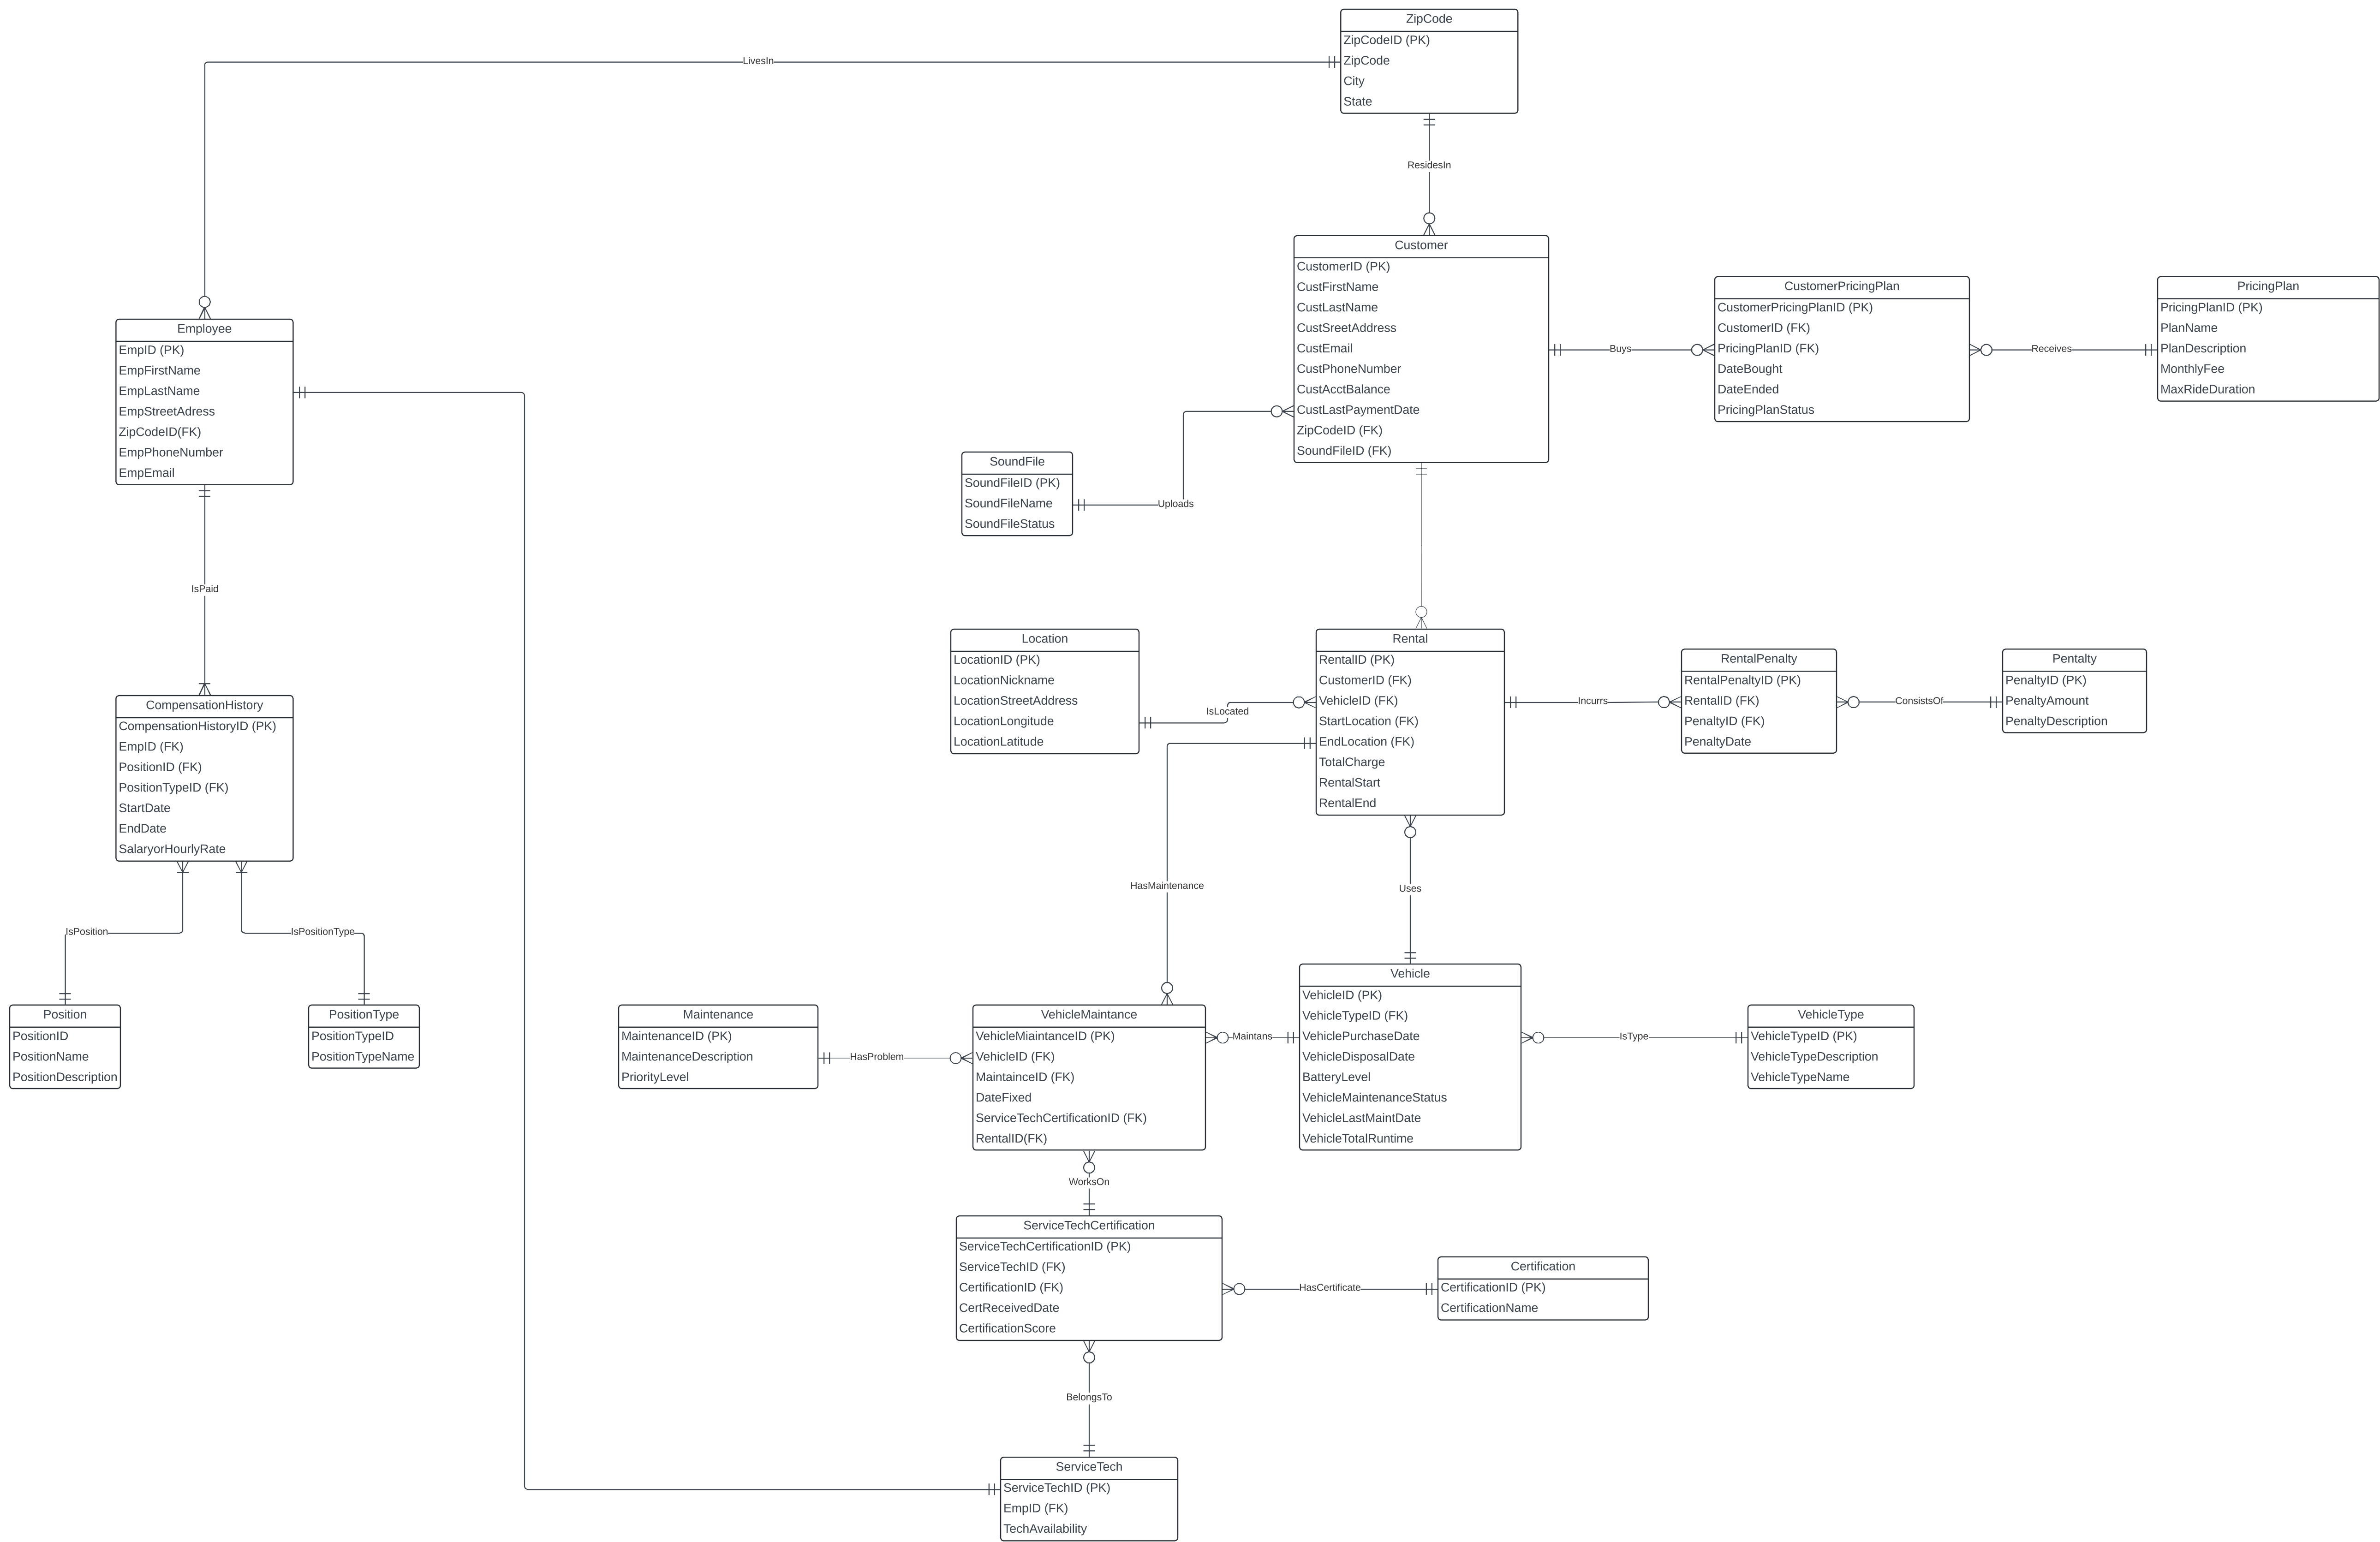 ZipCode
ZipCodeID (PK)
ZipCode
City
State
LivesIn
ResidesIn
Customer
CustomerID (PK)
CustFirstName
CustLastName
CustSreetAddress
CustEmail
CustPhoneNumber
CustAcctBalance
CustLastPaymentDate
ZipCodeID (FK)
SoundFileID (FK)
Buys
CustomerPricingPlan
CustomerPricingPlanID (PK)
CustomerID (FK)
PricingPlanID (FK)
DateBought
DateEnded
PricingPlanStatus
Receives
PricingPlan
PricingPlanID (PK)
PlanName
PlanDescription
MonthlyFee
MaxRideDuration
Employee
EmpID (PK)
EmpFirstName
EmpLastName
EmpStreetAdress
ZipCodeID(FK)
EmpPhoneNumber
EmpEmail
SoundFile
SoundFileID (PK)
SoundFileName
SoundFileStatus
Uploads
IsPaid
Location
LocationID (PK)
LocationNickname
LocationStreetAddress
LocationLongitude
LocationLatitude
IsLocated
Rental
RentalID (PK)
CustomerID (FK)
VehicleID (FK)
StartLocation (FK)
EndLocation (FK)
TotalCharge
RentalStart
RentalEnd
Incurrs
RentalPenalty
RentalPenaltyID (PK)
RentalID (FK)
PenaltyID (FK)
PenaltyDate
ConsistsOf
Pentalty
PenaltyID (PK)
PenaltyAmount
PenaltyDescription
CompensationHistory
CompensationHistoryID (PK)
EmpID (FK)
PositionID (FK)
PositionTypeID (FK)
StartDate
EndDate
SalaryorHourlyRate
HasMaintenance
Uses
IsPosition
IsPositionType
Position
PositionID
PositionName
PositionDescription
PositionType
PositionTypeID
PositionTypeName
Maintenance
MaintenanceID (PK)
MaintenanceDescription
PriorityLevel
HasProblem
VehicleMaintance
VehicleMiaintanceID (PK)
VehicleID (FK)
MaintainceID (FK)
DateFixed
ServiceTechCertificationID (FK)
RentalID(FK)
Maintans
Vehicle
VehicleID (PK)
VehicleTypeID (FK)
VehiclePurchaseDate
VehicleDisposalDate
BatteryLevel
VehicleMaintenanceStatus
VehicleLastMaintDate
VehicleTotalRuntime
IsType
VehicleType
VehicleTypeID (PK)
VehicleTypeDescription
VehicleTypeName
WorksOn
ServiceTechCertification
ServiceTechCertificationID (PK)
ServiceTechID (FK)
CertificationID (FK)
CertReceivedDate
CertificationScore
HasCertificate
Certification
CertificationID (PK)
CertificationName
BelongsTo
ServiceTech
ServiceTechID (PK)
EmpID (FK)
TechAvailability